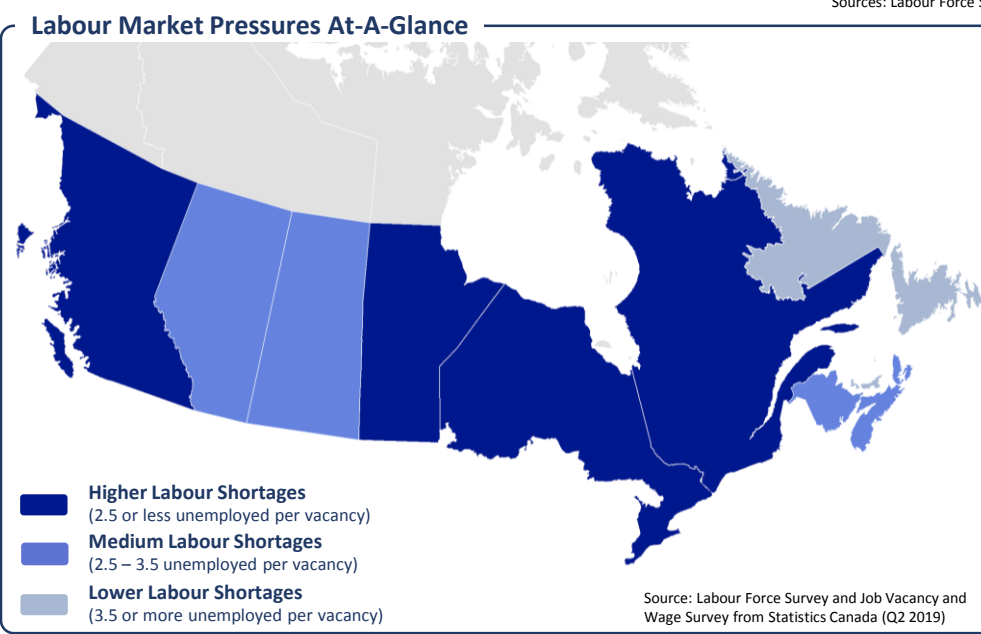 Sources: Labour Force S
Labour Market Pressures At-A-Glance
Higher Labour Shortages
(2.5 or less unemployed per vacancy)
Medium Labour Shortages
(2.5 – 3.5 unemployed per vacancy)
Lower Labour Shortages
(3.5 or more unemployed per vacancy)
Source: Labour Force Survey and Job Vacancy and
Wage Survey from Statistics Canada (Q2 2019)